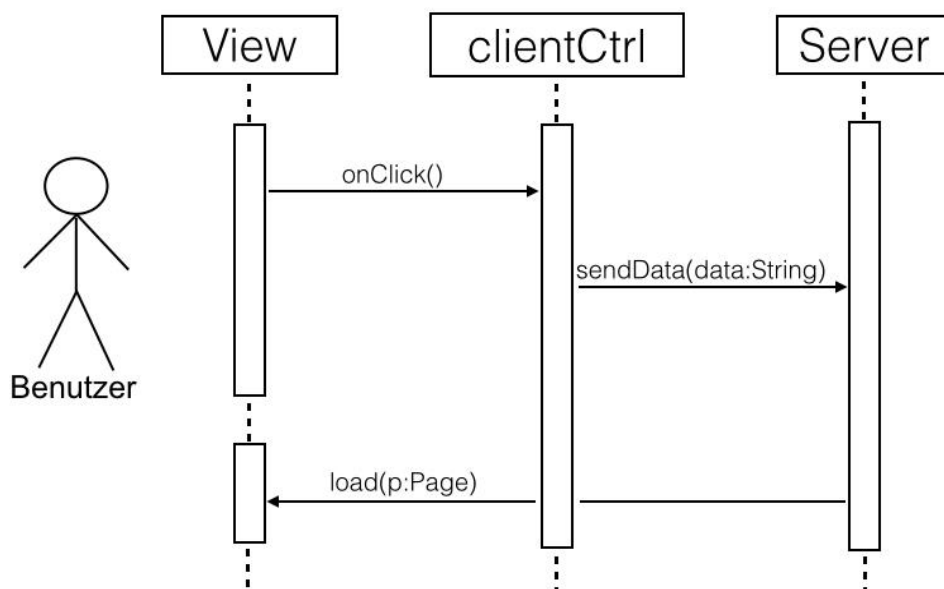 View
clientCtrl
Server
onClick()
sendData(data:String)
Benutzer
load(p:Page)